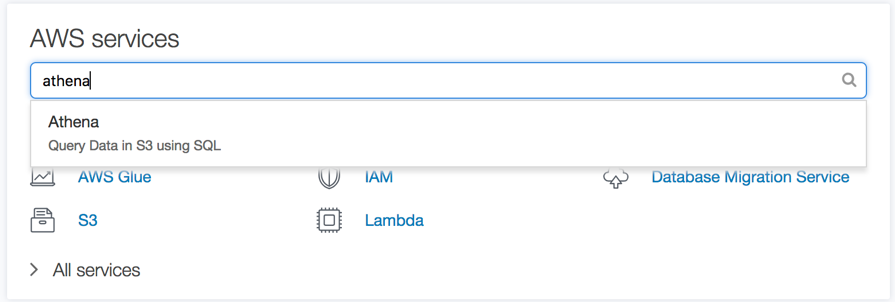 AWS services
athena
Athena
Query Data in S3 using SQL
AWS Glue IAM Database Migration Service
S3 Lambda
All services